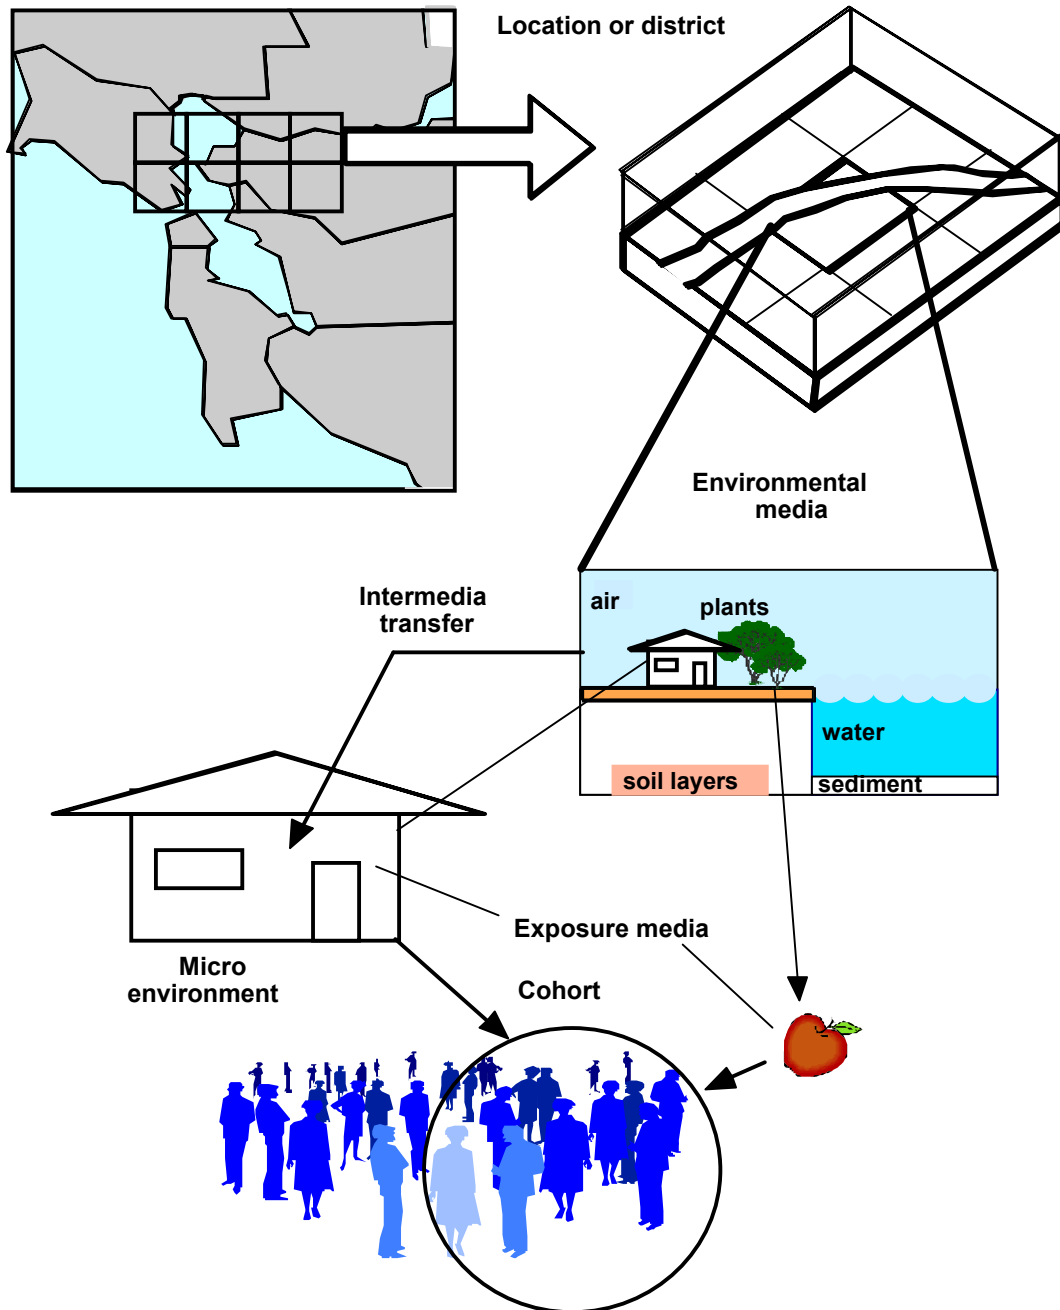 Location or district
Environmental
media
Intermedia
transfer
air
plants
water
soil layers
sediment
Exposure media
Micro
environment
Cohort